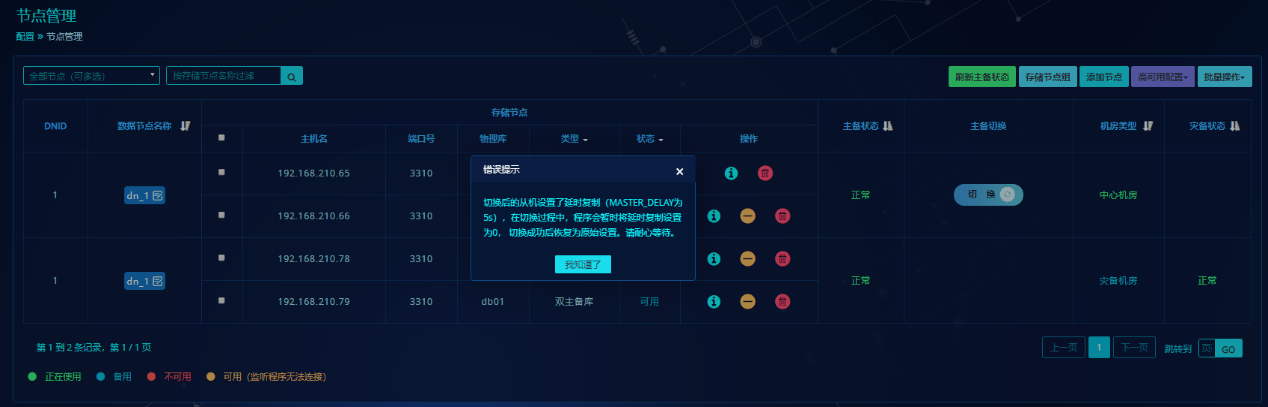 节点管理
配置 » 节点管理
全部节点（可多选）
按存储节点名称过滤
刷新主备状态 存储节点组 添加节点 高可用配置 批量操作
存储节点
DNID 数据节点名称 主备状态 主备切换 机房类型 灾备状态
主机名 端口号 物理库 类型 状态 操作
错误提示 ×
切换后的从机设置了延时复制（MASTER_DELAY为
5s），在切换过程中，程序会暂时将延时复制设置
为0， 切换成功后恢复为原始设置。请耐心等待。
我知道了
1 dn_1 192.168.210.65 3310 正常 切 换 中心机房
192.168.210.66 3310
1 dn_1 192.168.210.78 3310 正常 灾备机房 正常
192.168.210.79 3310 db01 双主备库 可用
第 1 到 2 条记录，第 1 / 1 页
上一页 1 下一页 跳转到 页 GO
正在使用 备用 不可用 可用（监听程序无法连接）